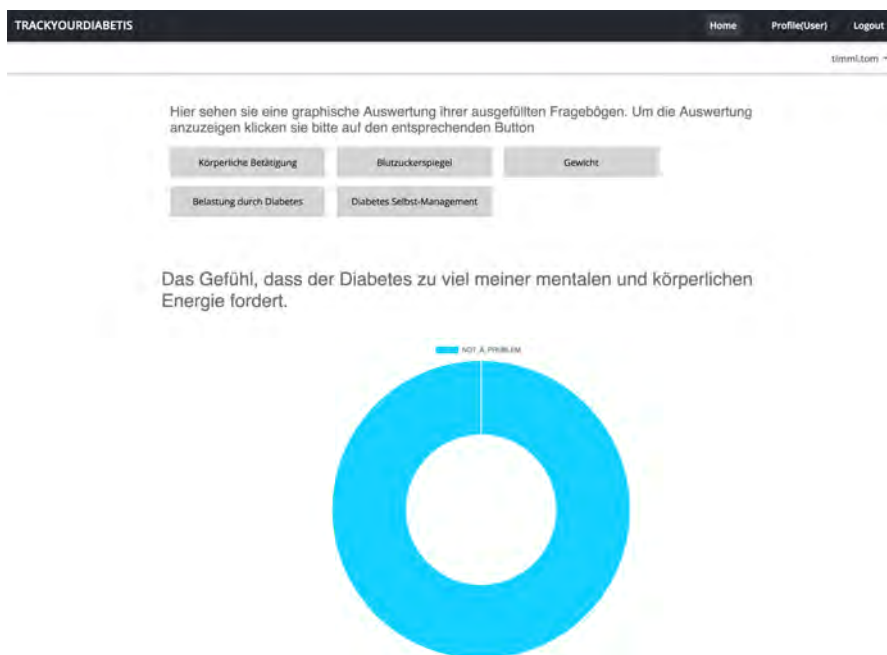 TRACKYOURDIABETIS
Home Profile(User) Logout
timmi.tom
Hier sehen sie eine graphische Auswertung ihrer ausgefüllten Fragebögen. Um die Auswertung
anzuzeigen klicken sie bitte auf den entsprechenden Button
Körperliche Betätigung Blutzuckerspiegel Gewicht
Belastung durch Diabetes Diabetes Selbst-Management
Das Gefühl, dass der Diabetes zu viel meiner mentalen und körperlichen
Energie fordert.
NOT_A_PROBLEM